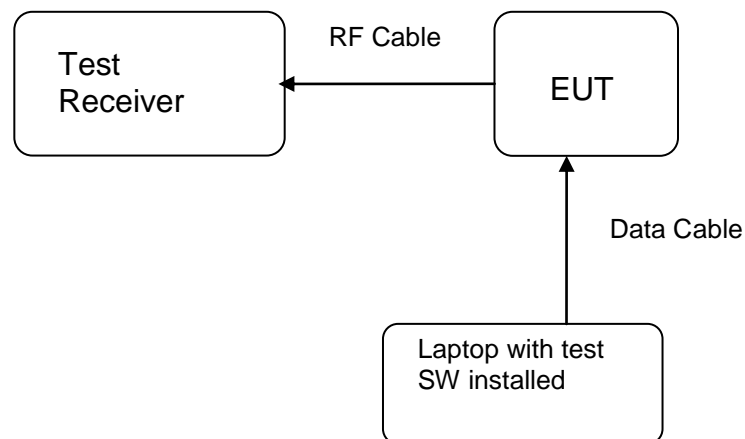 RF Cable
Test
Receiver
EUT
Data Cable
Laptop with test
SW installed